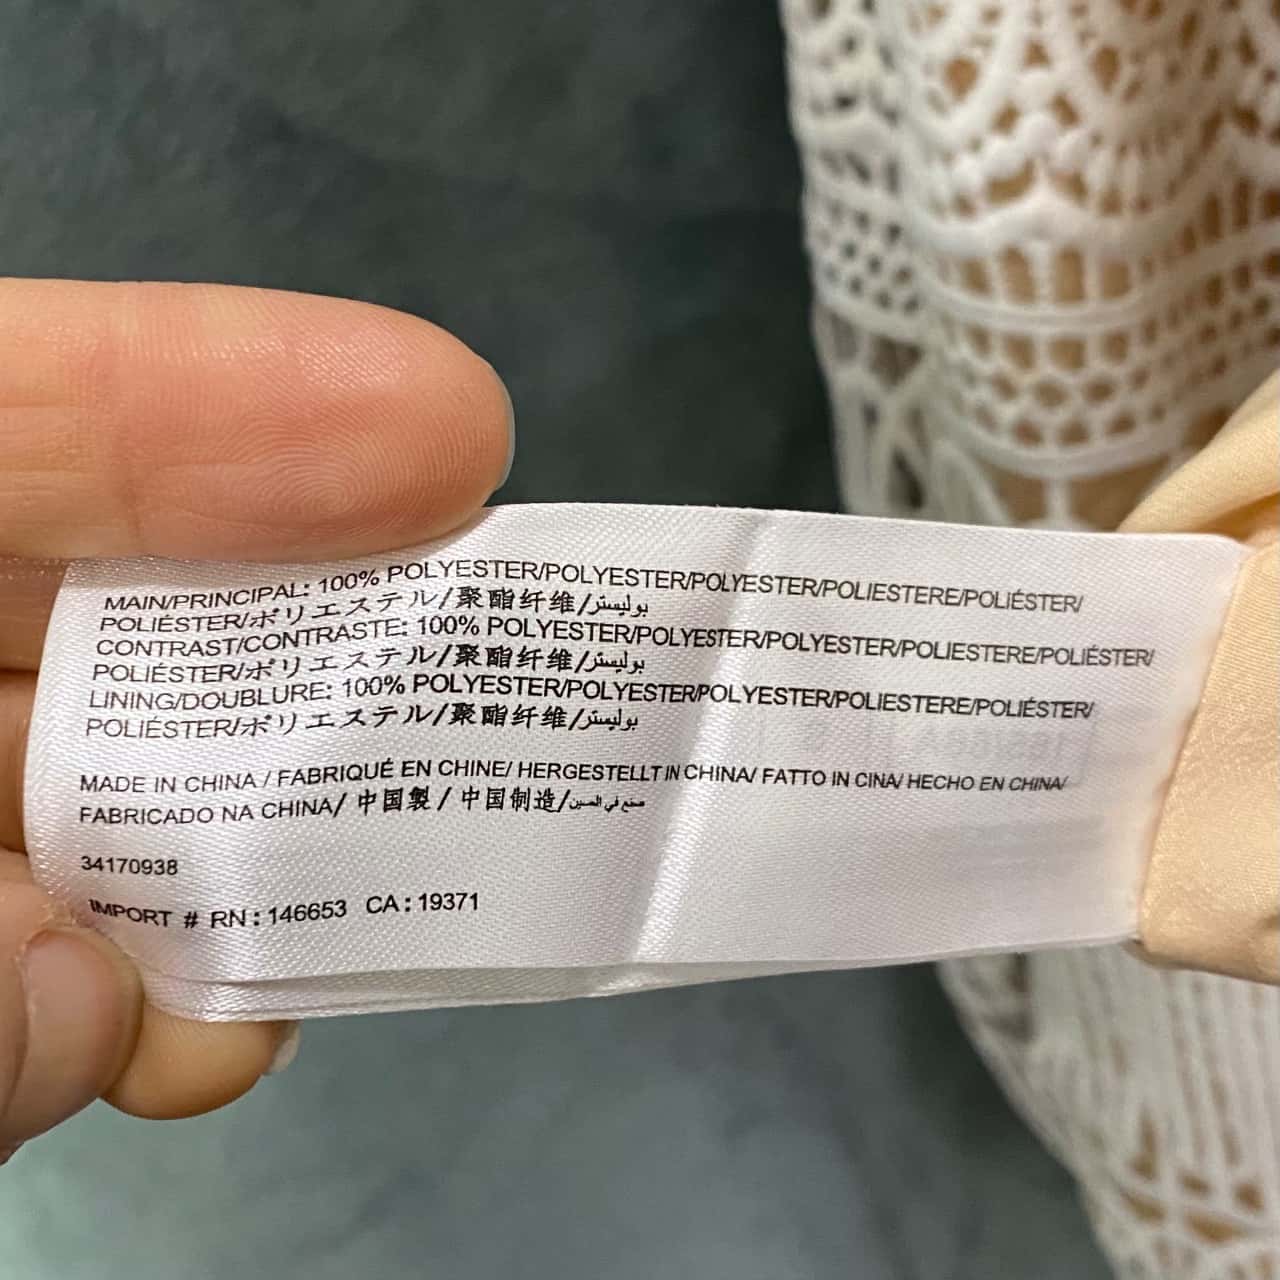 MAIN/PRINCIPAL: 100% POLYESTER/POLYESTER/POLYESTER/POLIESTERE/POLIÉSTER/
POLIÉSTER/ポリエステル/聚酯纤维/بوليستر
CONTRAST/CONTRASTE: 100% POLYESTER/POLYESTER/POLYESTER/POLIESTERE/POLIÉSTER/
POLIÉSTER/ポリエステル/聚酯纤维/بوليستر
LINING/DOUBLURE: 100% POLYESTER/POLYESTER/POLYESTER/POLIESTERE/POLIÉSTER/
POLIÉSTER/ポリエステル/聚酯纤维/بوليستر
MADE IN CHINA / FABRIQUÉ EN CHINE/ HERGESTELLT IN CHINA/ FATTO IN CINA/ HECHO EN CHINA/
FABRICADO NA CHINA/ 中国製 / 中国制造/صنع في الصين
34170938
IMPORT # RN : 146653 CA : 19371